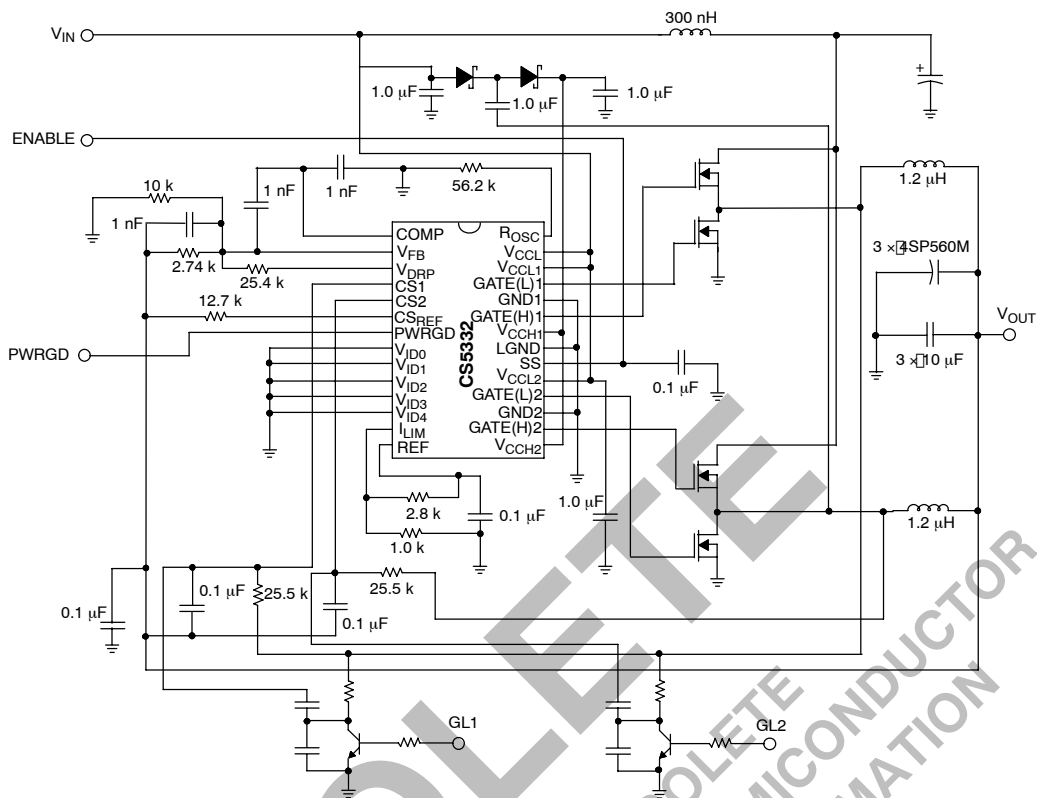 300 nH
VIN
+
1.0 μF
1.0 μF
1.0 μF
ENABLE
10 k
1 nF
1 nF
56.2 k
1.2 μH
1 nF
COMP
ROSC
VFB
VCCL
2.74 k
VDRP
VCCL1
3 × 4SP560M
25.4 k
CS1
GATE(L)1
CS2
GND1
12.7 k
CSREF
GATE(H)1
VOUT
PWRGD
PWRGD
VCCH1
VID0
LGND
3 × 10 μF
VID1
SS
0.1 μF
VID2
VCCL2
VID3
GATE(L)2
VID4
GND2
ILIM
GATE(H)2
REF
VCCH2
CS5332
2.8 k
0.1 μF
1.0 μF
1.0 k
1.2 μH
25.5 k
0.1 μF
0.1 μF
25.5 k
0.1 μF
GL1
GL2
OLETE
OLETE
MICONDUCTOR
MATION